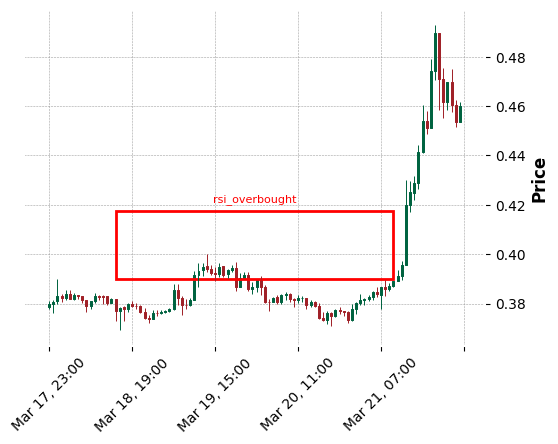 0.48
0.46
0.44
0.42
0.40
0.38
Price
rsi_overbought
Mar 17, 23:00
Mar 18, 19:00
Mar 19, 15:00
Mar 20, 11:00
Mar 21, 07:00